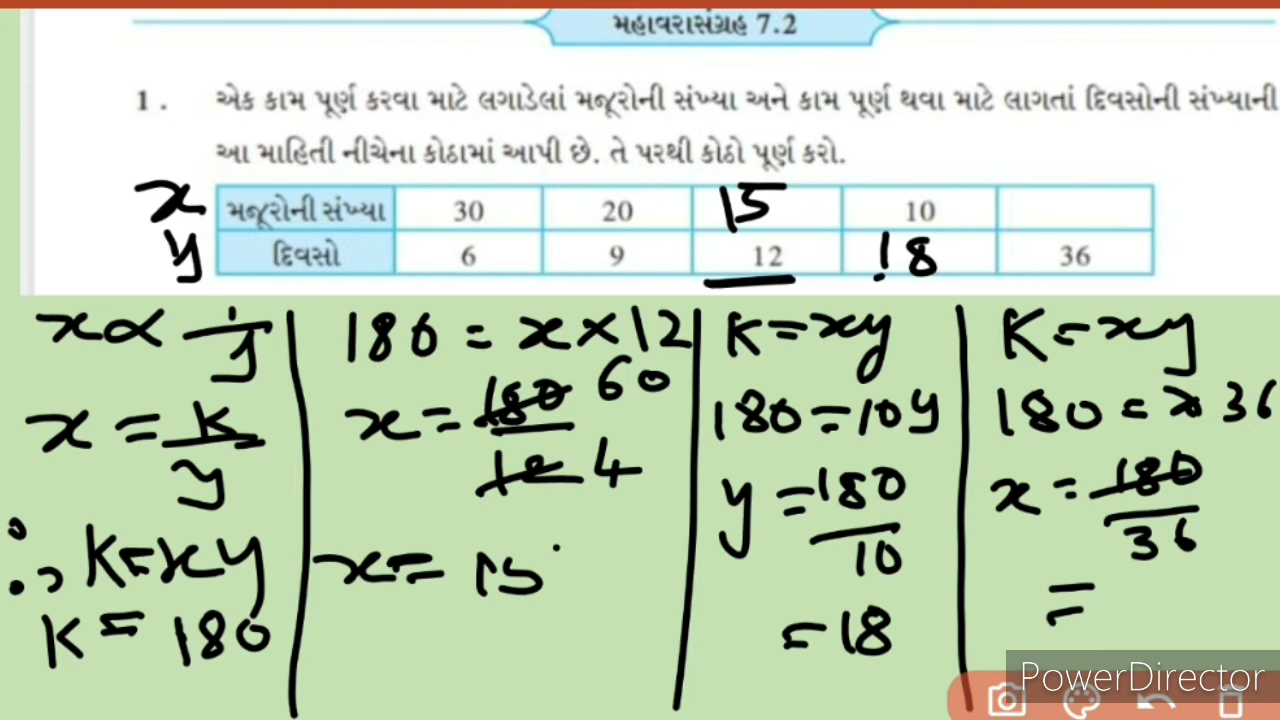 મહાવરાસંગ્રહ 7.2
1. એક કામ પૂર્ણ કરવા માટે લગાડેલાં મજૂરોની સંખ્યા અને કામ પૂર્ણ થવા માટે લાગતાં દિવસોની સંખ્યાની
આ માહિતી નીચેના કોઠામાં આપી છે. તે પરથી કોઠો પૂર્ણ કરો.
x મજૂરોની સંખ્યા 30 20 15 10
y દિવસો 6 9 12 18 36
x ∝ 1/y
x = k/y
∴ K = xy
K = 180
180 = x × 12
x = 180/12 60/4
x = 15
K = xy
180 = 10y
y = 180/10
= 18
K = xy
180 = x 36
x = 180/36
=
PowerDirector